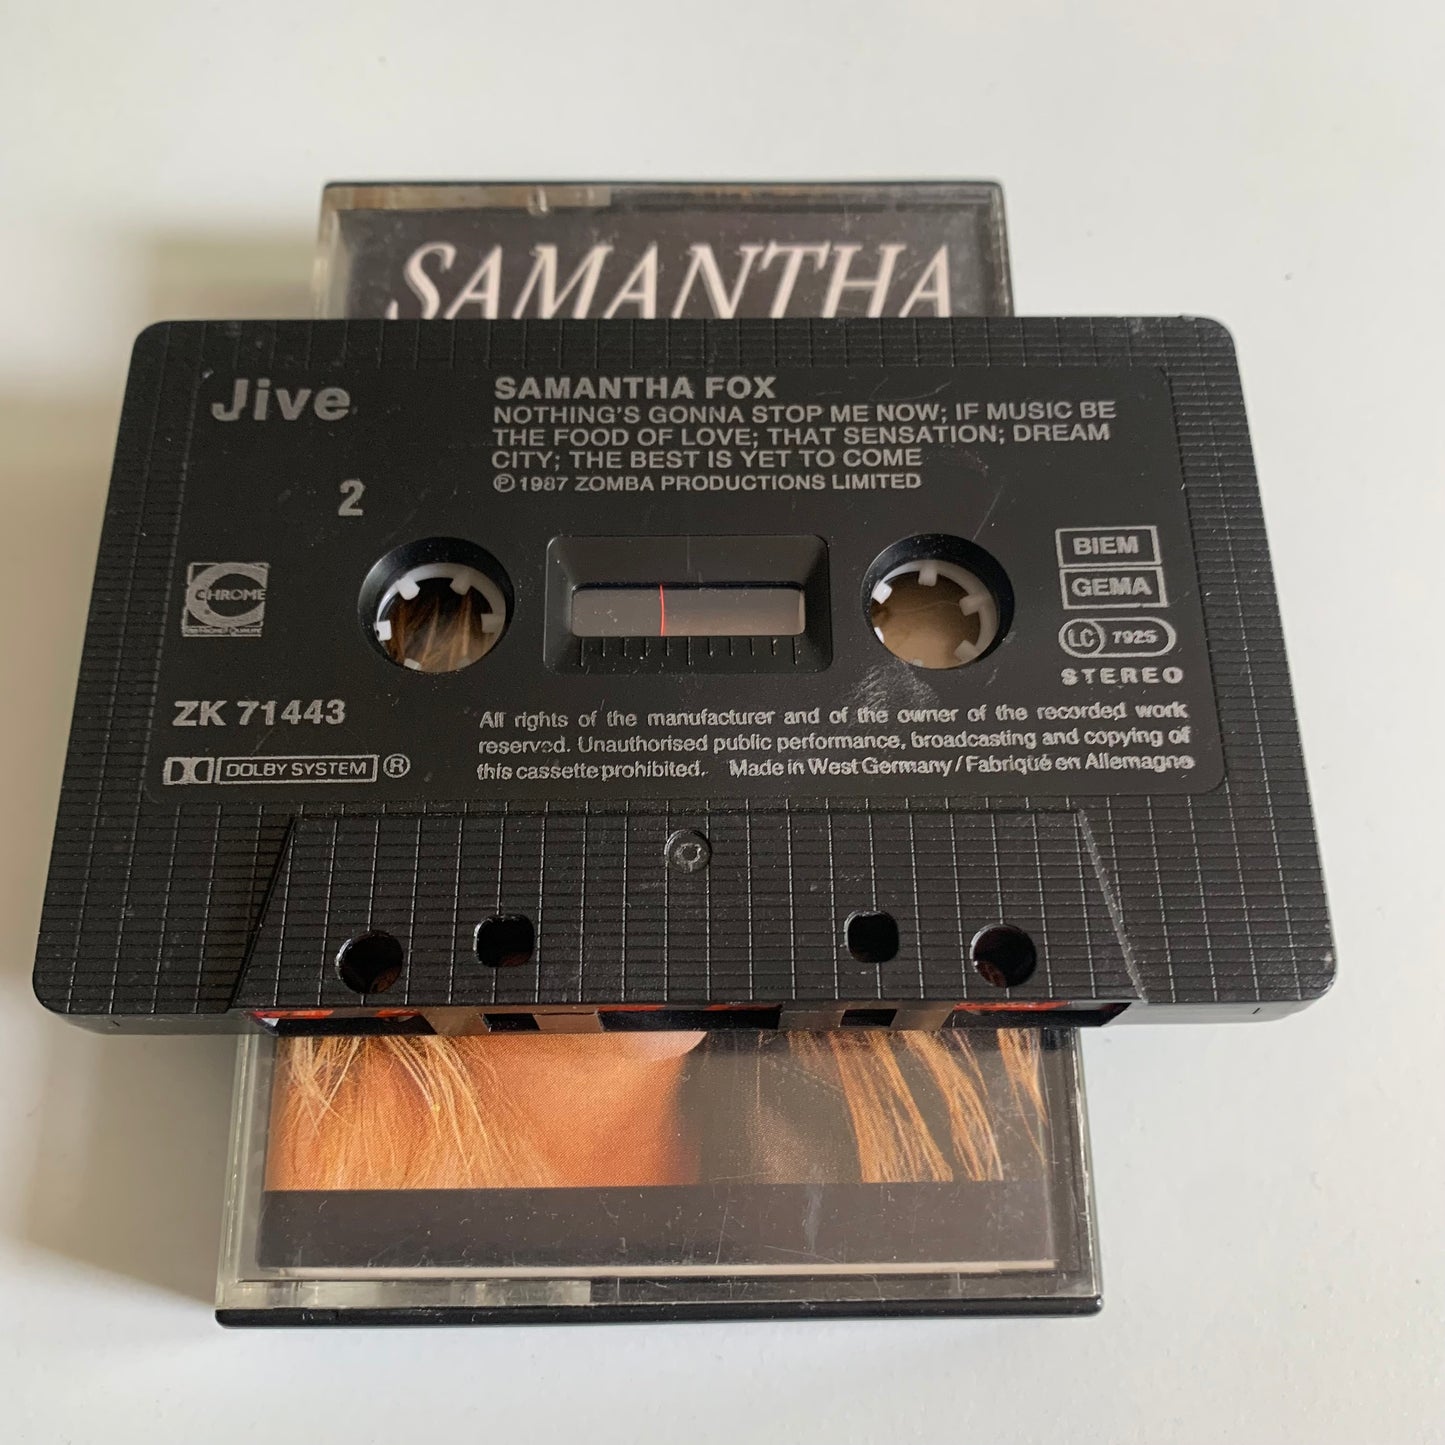 SAMANTHA
Jive
SAMANTHA FOX
NOTHING'S GONNA STOP ME NOW; IF MUSIC BE
THE FOOD OF LOVE; THAT SENSATION; DREAM
CITY; THE BEST IS YET TO COME
Ⓟ 1987 ZOMBA PRODUCTIONS LIMITED
2
BIEM
GEMA
CHROME
LC 7925
STEREO
ZK 71443
All rights of the manufacturer and of the owner of the recorded work
reserved. Unauthorised public performance, broadcasting and copying of
this cassette prohibited. Made in West Germany / Fabriqué en Allemagne
DOLBY SYSTEM ®